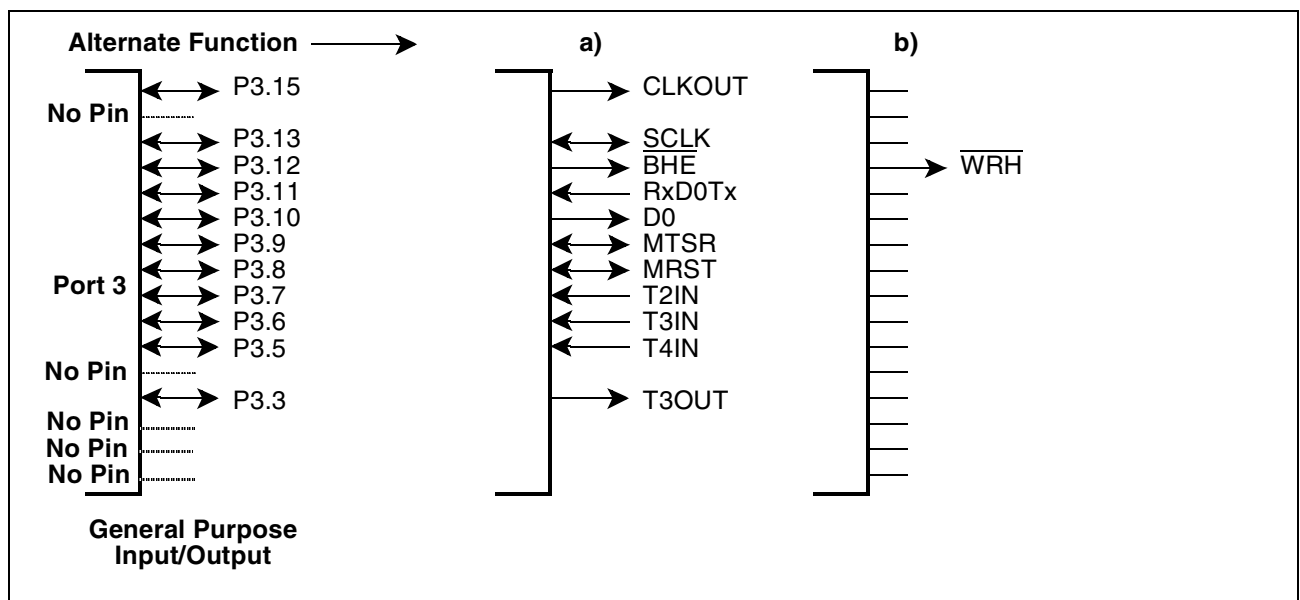 Alternate Function a) b)
P3.15 CLKOUT
No Pin
P3.13 SCLK
P3.12 BHE WRH
P3.11 RxD0Tx
P3.10 D0
P3.9 MTSR
P3.8 MRST
Port 3 P3.7 T2IN
P3.6 T3IN
P3.5 T4IN
No Pin
P3.3 T3OUT
No Pin
No Pin
No Pin
General Purpose
Input/Output